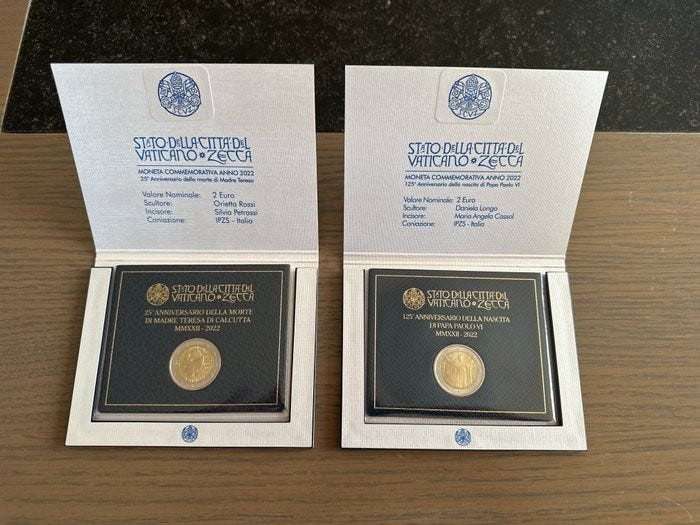 STATO·DELLA·CITTA·DEL
VATICANO ZECCA
MONETA COMMEMORATIVA ANNO 2022
25° Anniversario della morte di Madre Teresa
Valore Nominale: 2 Euro
Scultore: Orietta Rossi
Incisore: Silvia Petrassi
Coniazione: IPZS - Italia
STATO·DELLA·CITTA·DEL
VATICANO ZECCA
25° ANNIVERSARIO DELLA MORTE
DI MADRE TERESA DI CALCUTTA
MMXXII - 2022
STATO·DELLA·CITTA·DEL
VATICANO ZECCA
MONETA COMMEMORATIVA ANNO 2022
125° Anniversario della nascita di Papa Paolo VI
Valore Nominale: 2 Euro
Scultore: Daniela Longo
Incisore: Maria Angela Cassol
Coniazione: IPZS - Italia
STATO·DELLA·CITTA·DEL
VATICANO ZECCA
125° ANNIVERSARIO DELLA NASCITA
DI PAPA PAOLO VI
MMXXII - 2022